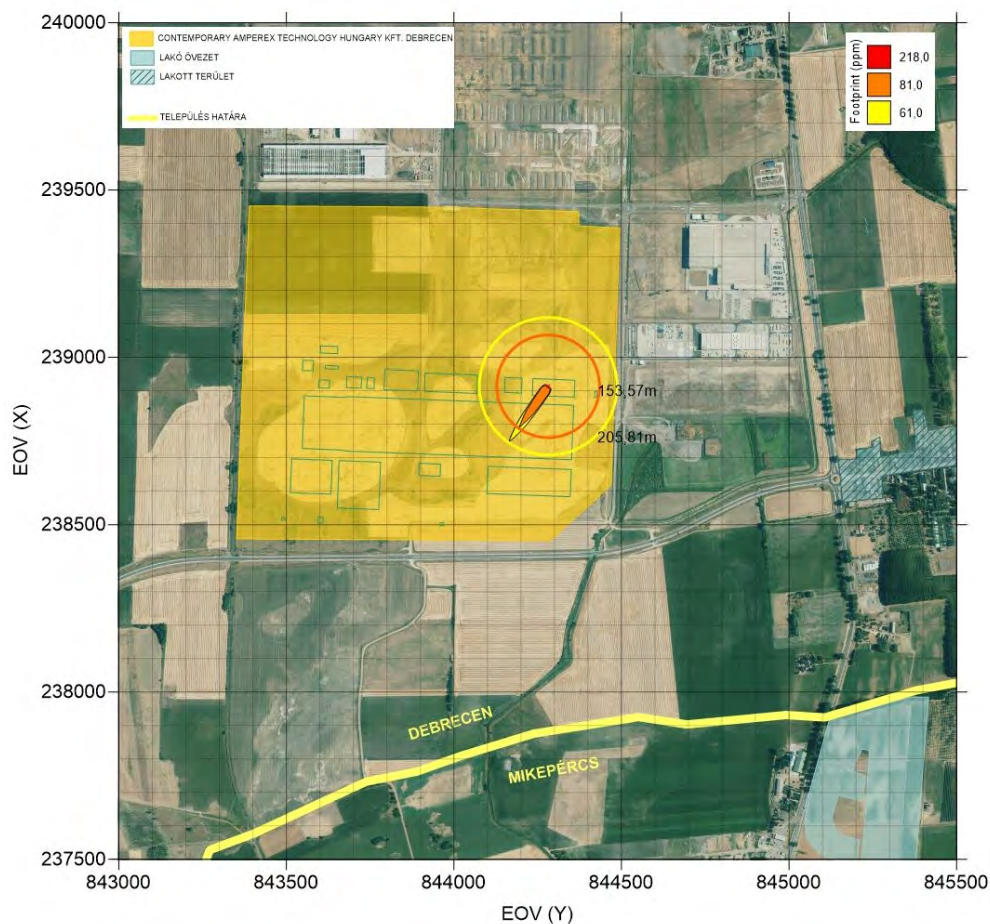 CONTEMPORARY AMPEREX TECHNOLOGY HUNGARY KFT. DEBRECEN
LAKÓ ÖVEZET
LAKOTT TERÜLET
TELEPÜLÉS HATÁRA
Footprint (ppm)
218,0
81,0
61,0
240000
239500
239000
238500
238000
237500
EOV (X)
153,57m
205,81m
DEBRECEN
MIKEPÉRCS
843000 843500 844000 844500 845000 845500
EOV (Y)